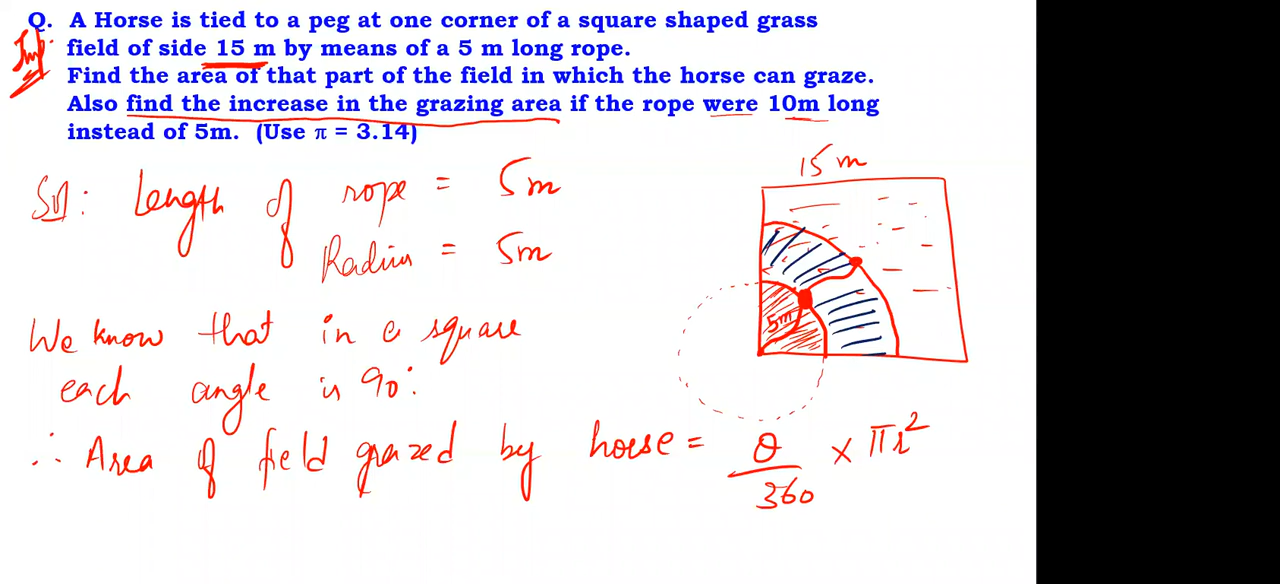 Q. A Horse is tied to a peg at one corner of a square shaped grass
Imp. field of side 15 m by means of a 5 m long rope.
Find the area of that part of the field in which the horse can graze.
Also find the increase in the grazing area if the rope were 10m long
instead of 5m. (Use π = 3.14)
15 m
Sol: Length of rope = 5m
Radius = 5m
5m
We know that in a square
each angle is 90°.
∴ Area of field grazed by horse = θ/360 × πr²